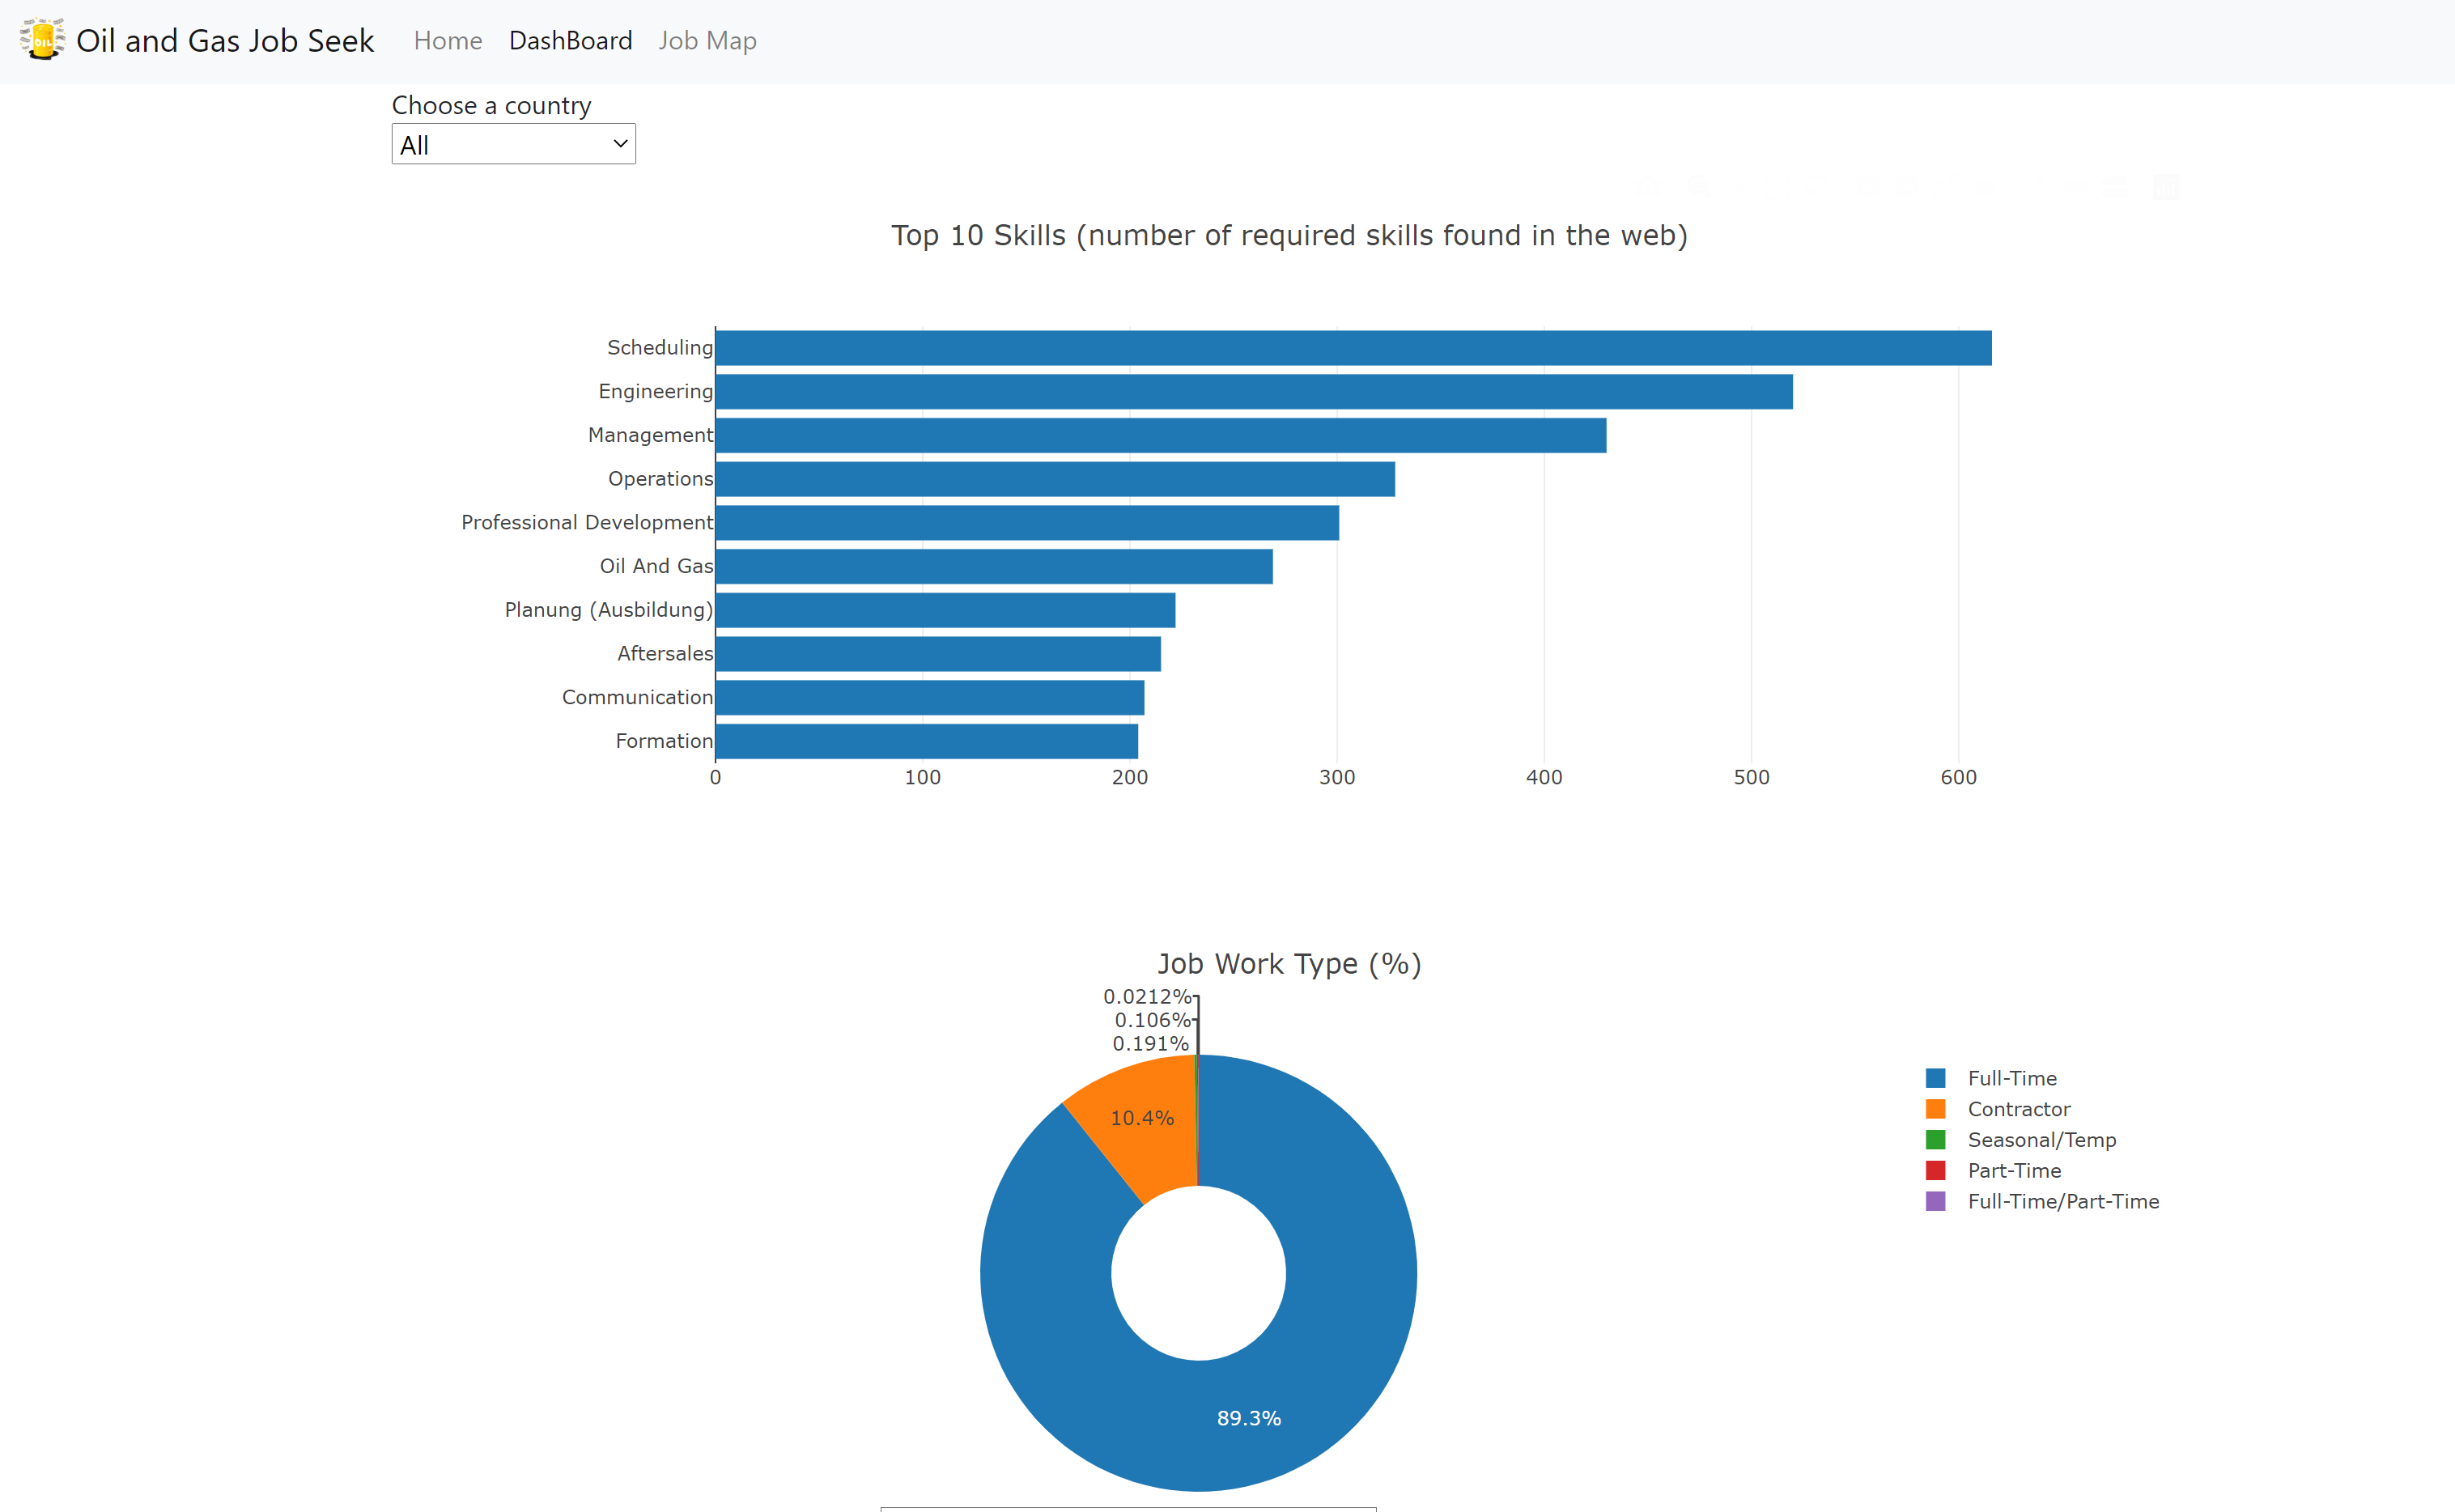 OIL
Oil and Gas Job Seek Home DashBoard Job Map
Choose a country
All
Top 10 Skills (number of required skills found in the web)
Scheduling
Engineering
Management
Operations
Professional Development
Oil And Gas
Planung (Ausbildung)
Aftersales
Communication
Formation
0 100 200 300 400 500 600
Job Work Type (%)
0.0212%
0.106%
0.191%
10.4%
89.3%
Full-Time
Contractor
Seasonal/Temp
Part-Time
Full-Time/Part-Time